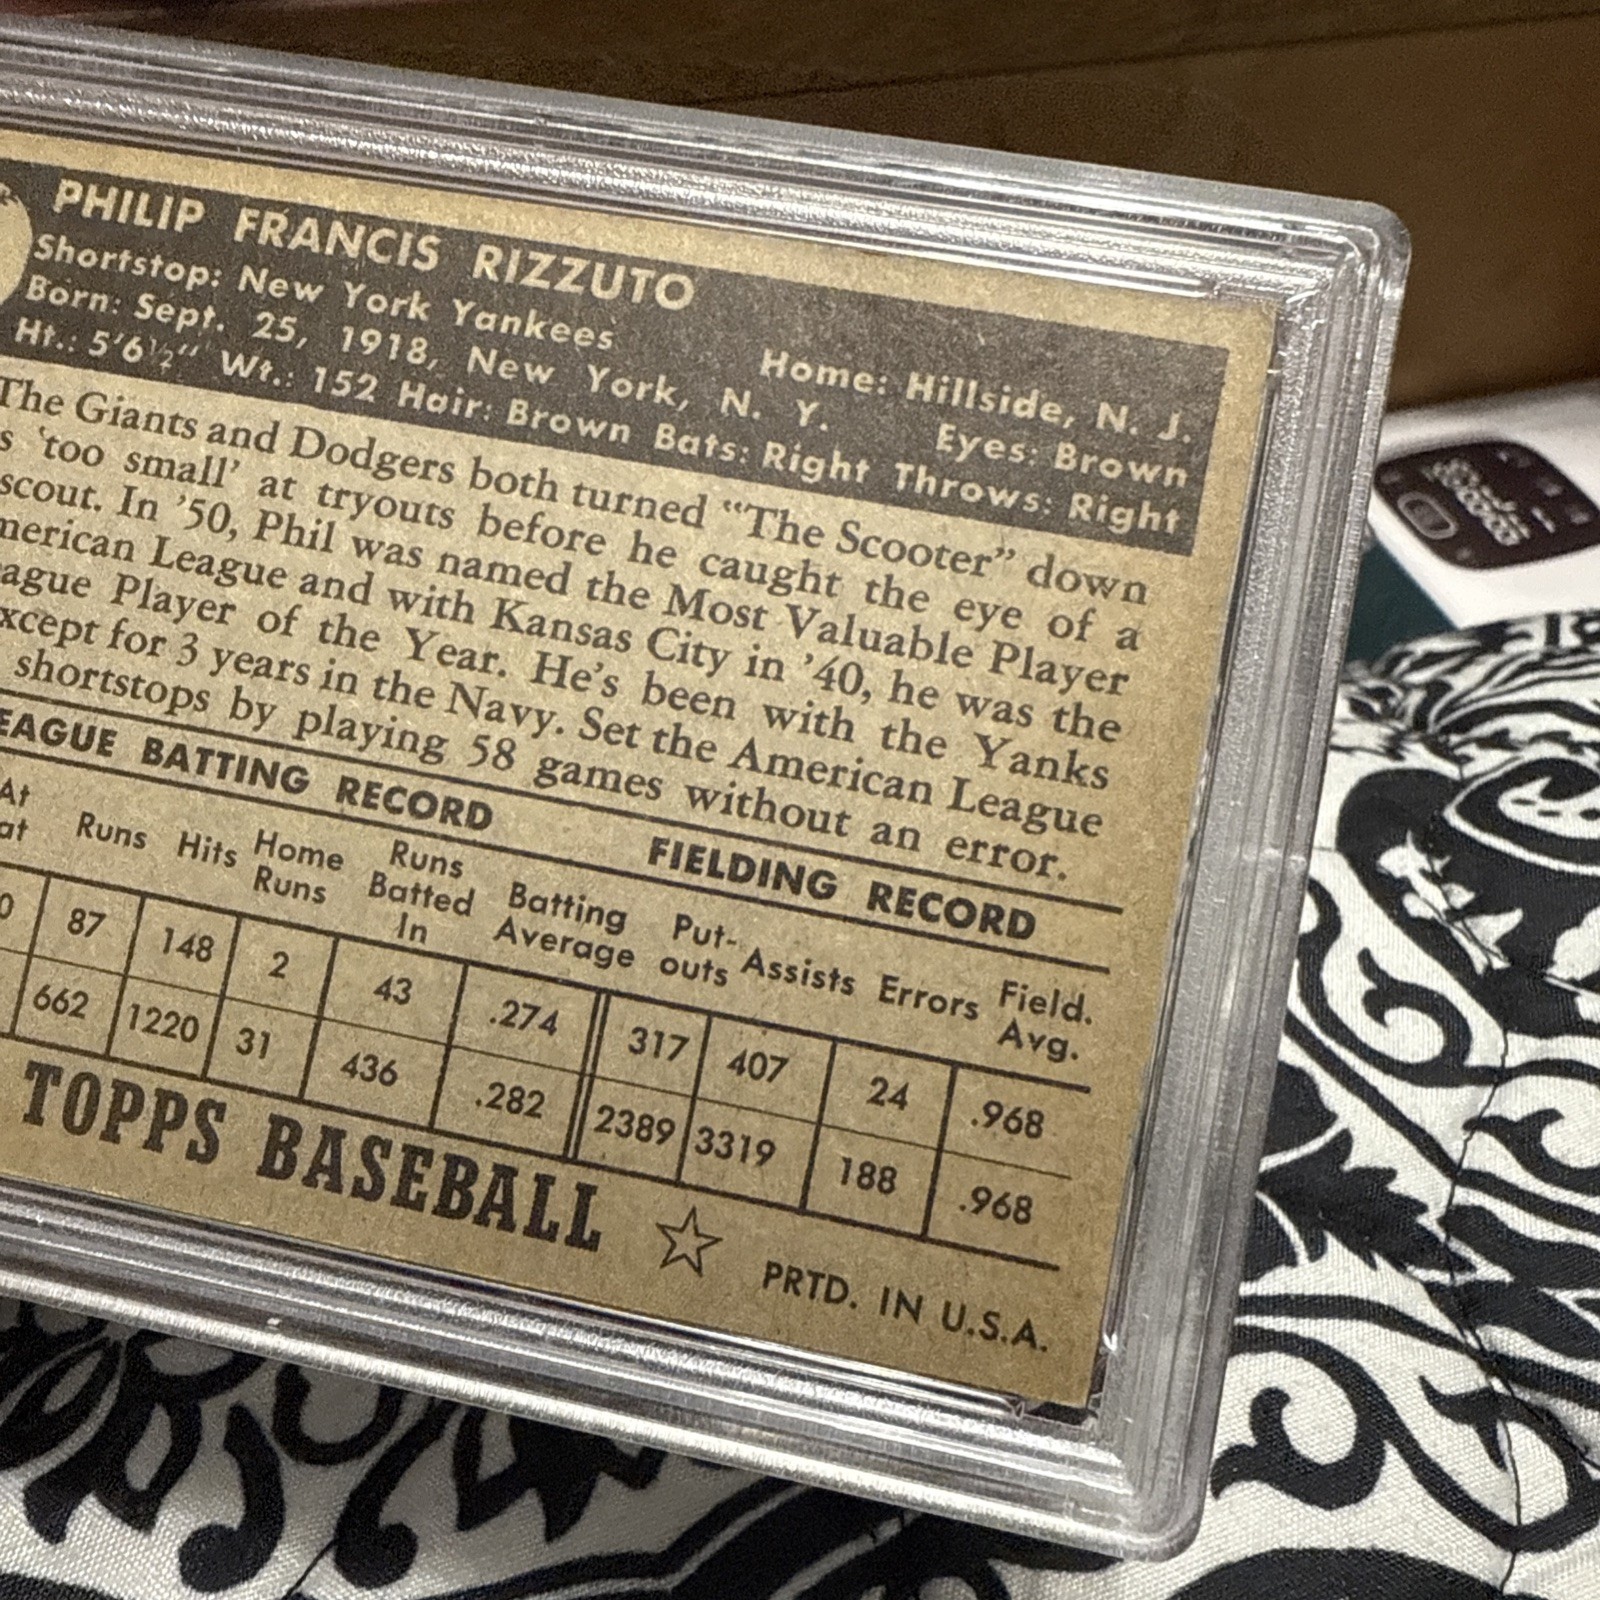 PHILIP FRANCIS RIZZUTO
Shortstop: New York Yankees Home: Hillside, N. J.
Born: Sept. 25, 1918, New York, N. Y. Eyes: Brown
Ht.: 5'6½" Wt.: 152 Hair: Brown Bats: Right Throws: Right
The Giants and Dodgers both turned “The Scooter” down
s ‘too small’ at tryouts before he caught the eye of a
scout. In ’50, Phil was named the Most Valuable Player
merican League and with Kansas City in ’40, he was the
ague Player of the Year. He’s been with the Yanks
xcept for 3 years in the Navy. Set the American League
shortstops by playing 58 games without an error.
EAGUE BATTING RECORD FIELDING RECORD
At at Runs Hits Home Runs Runs Batted In Batting Average Put-outs Assists Errors Field. Avg.
0 87 148 2 43 .274 317 407 24 .968
662 1220 31 436 .282 2389 3319 188 .968
TOPPS BASEBALL PRTD. IN U.S.A.